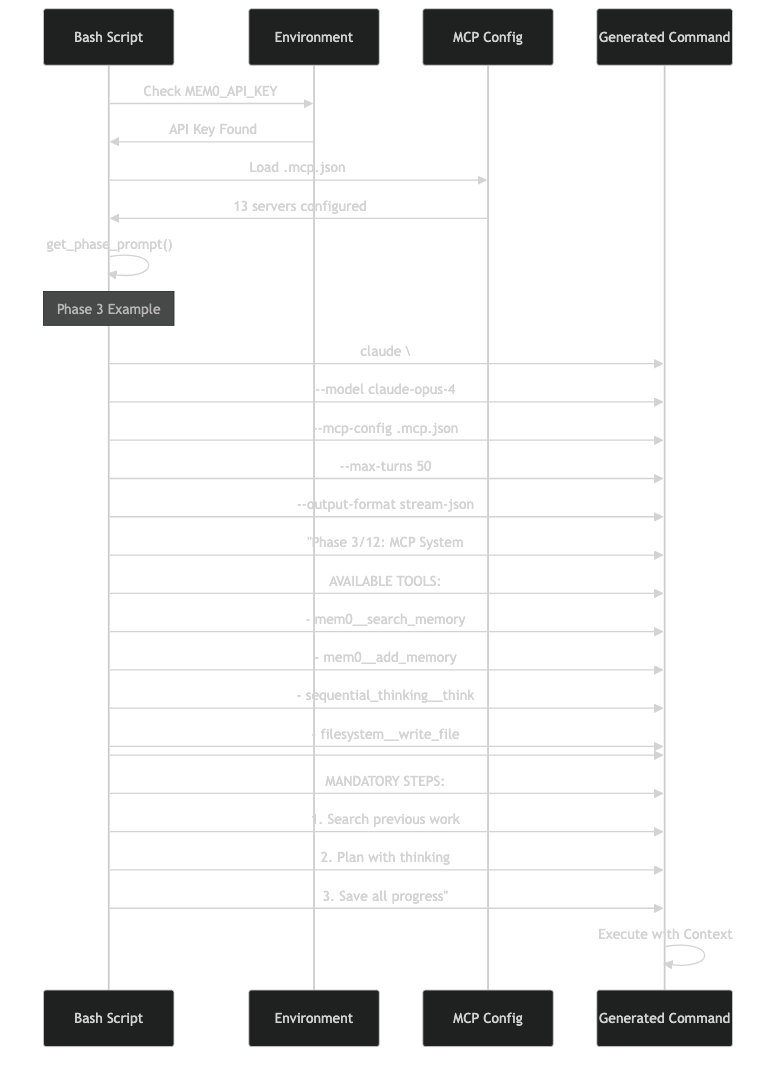 Bash Script
Environment
MCP Config
Generated Command
Check MEM0_API_KEY
API Key Found
Load .mcp.json
13 servers configured
get_phase_prompt()
Phase 3 Example
claude \
--model claude-opus-4
--mcp-config .mcp.json
--max-turns 50
--output-format stream-json
"Phase 3/12: MCP System
AVAILABLE TOOLS:
- mem0__search_memory
- mem0__add_memory
- sequential_thinking__think
- filesystem__write_file
MANDATORY STEPS:
1. Search previous work
2. Plan with thinking
3. Save all progress"
Execute with Context
Bash Script
Environment
MCP Config
Generated Command